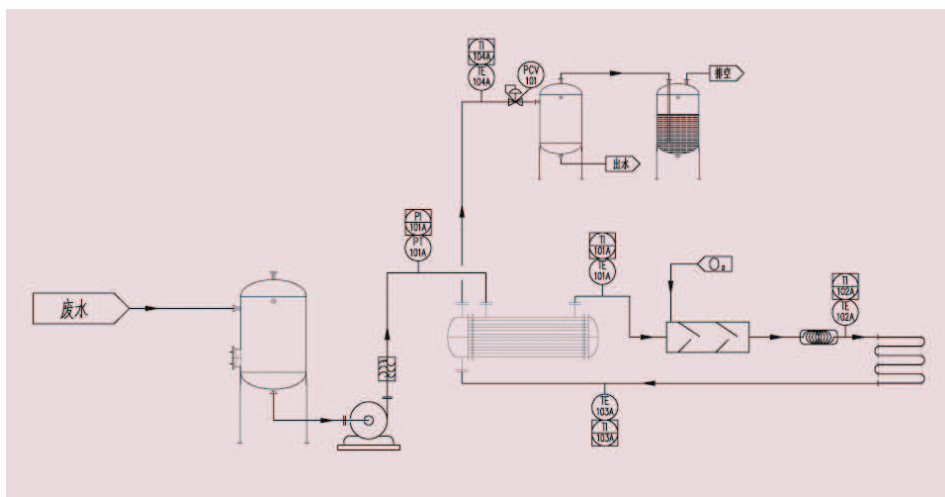 TI
104A
TE
104A
PCV
101
排空
出水
PI
101A
PT
101A
TI
101A
TE
101A
O₂
TI
102A
TE
102A
废水
TE
103A
TI
103A